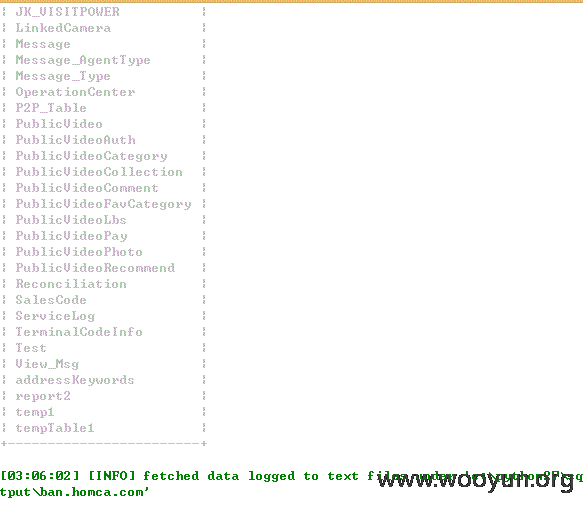 ¦ JK_VISITPOWER ¦
¦ LinkedCamera ¦
¦ Message ¦
¦ Message_AgentType ¦
¦ Message_Type ¦
¦ OperationCenter ¦
¦ P2P_Table ¦
¦ PublicVideo ¦
¦ PublicVideoAuth ¦
¦ PublicVideoCategory ¦
¦ PublicVideoCollection ¦
¦ PublicVideoComment ¦
¦ PublicVideoFavCategory ¦
¦ PublicVideoLbs ¦
¦ PublicVideoPay ¦
¦ PublicVideoPhoto ¦
¦ PublicVideoRecommend ¦
¦ Reconciliation ¦
¦ SalesCode ¦
¦ ServiceLog ¦
¦ TerminalCodeInfo ¦
¦ Test ¦
¦ View_Msg ¦
¦ addressKeywords ¦
¦ report2 ¦
¦ temp1 ¦
¦ tempTable1 ¦
+------------------------+
[03:06:02] [INFO] fetched data logged to text files under
tput\ban.homca.com'
www.wooyun.org